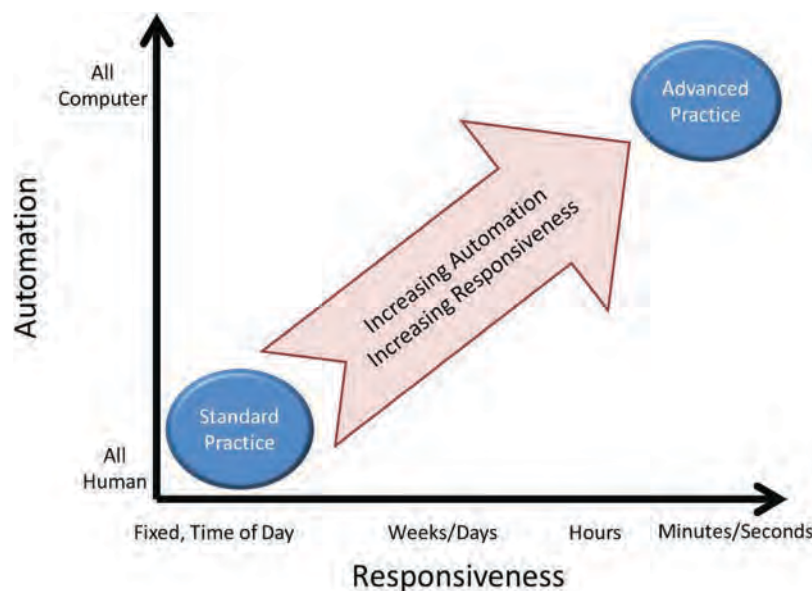 All
Computer
Advanced
Practice
Automation
Increasing Automation
Increasing Responsiveness
Standard
Practice
All
Human
Fixed, Time of Day
Weeks/Days
Hours
Minutes/Seconds
Responsiveness